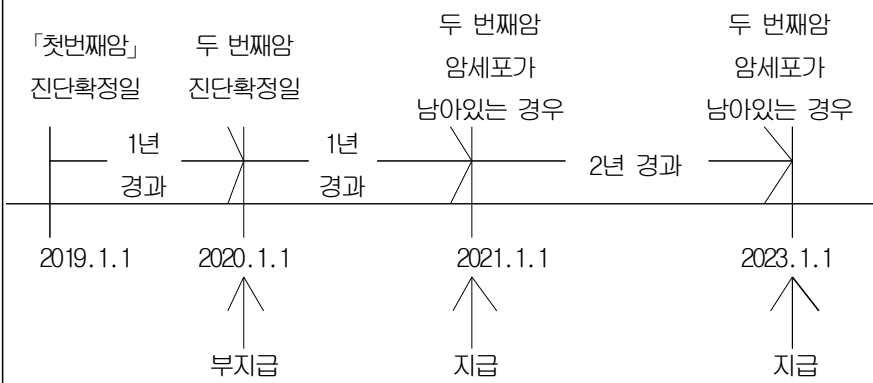 「첫번째암」
진단확정일
두 번째암
진단확정일
두 번째암
암세포가
남아있는 경우
두 번째암
암세포가
남아있는 경우
1년
경과
1년
경과
2년 경과
2019.1.1
2020.1.1
2021.1.1
2023.1.1
부지급
지급
지급